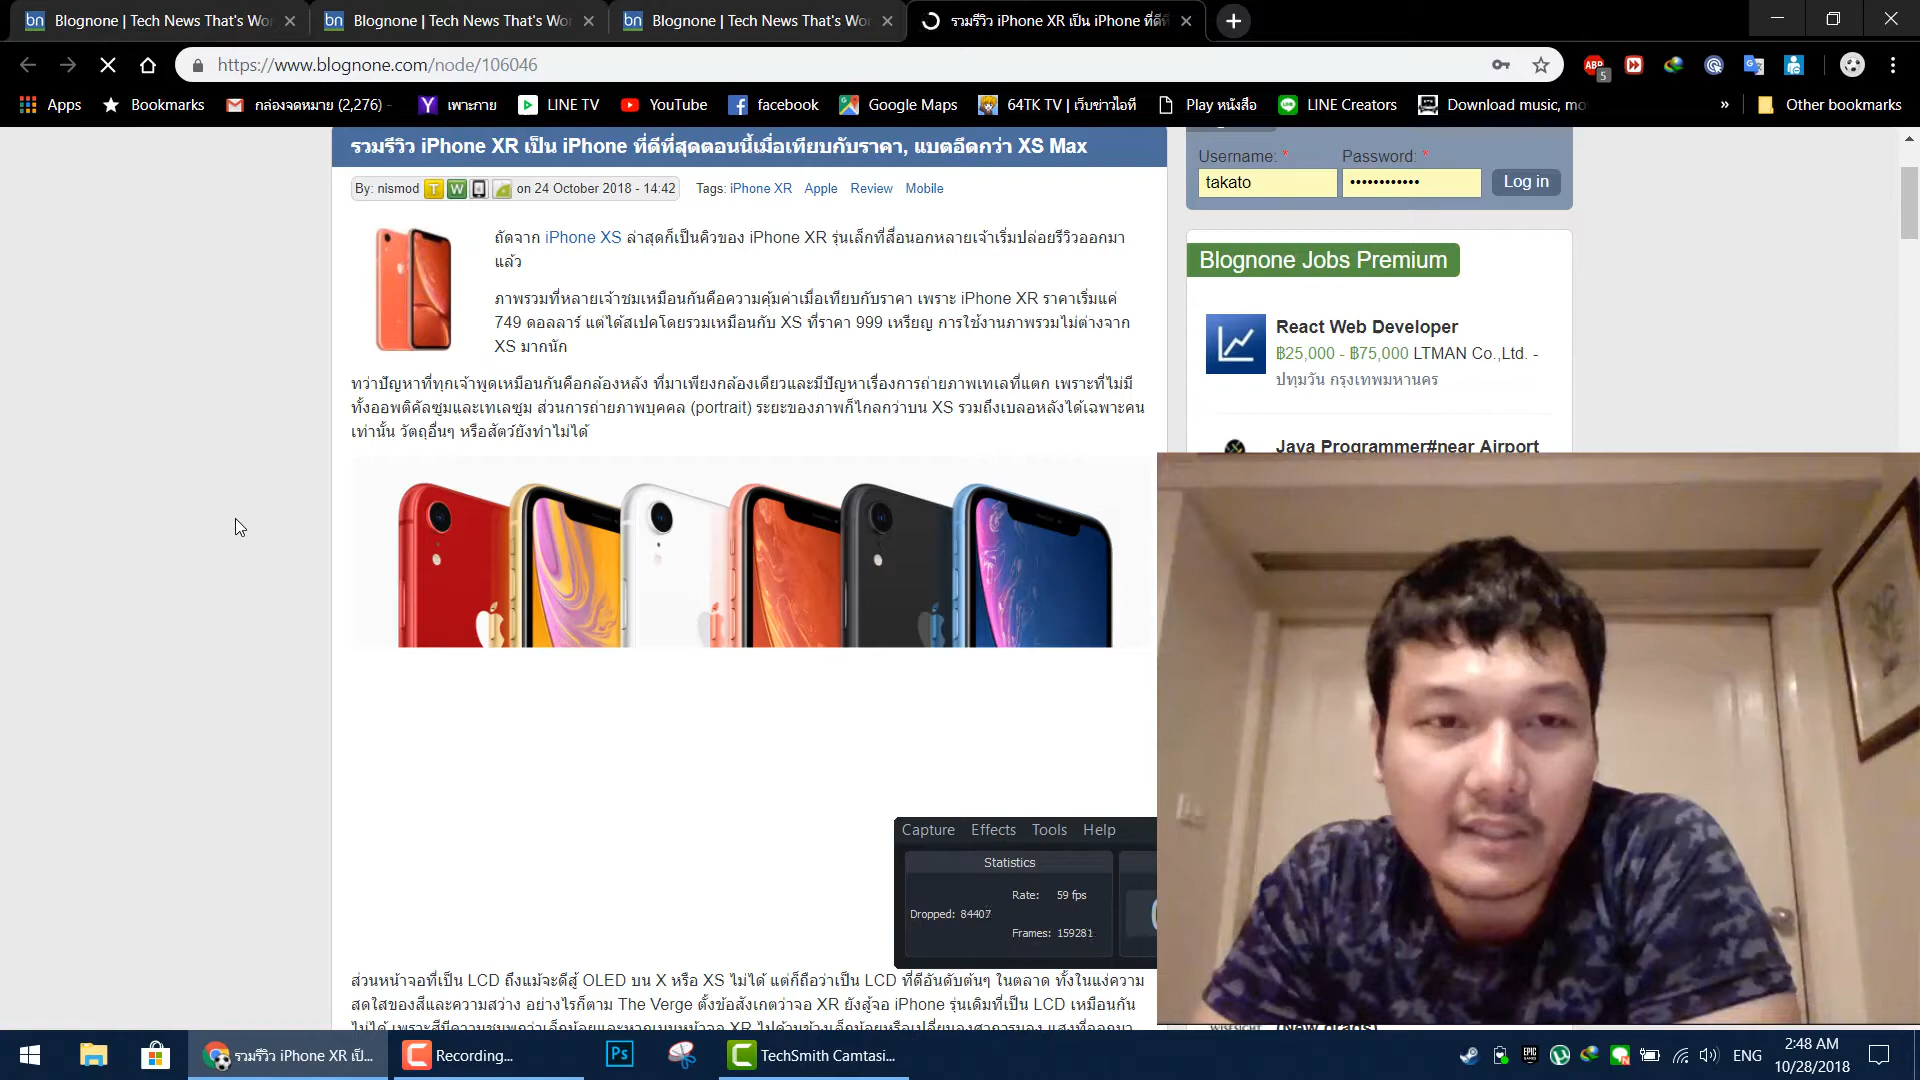 Blognone | Tech News That's Wor
Blognone | Tech News That's Wor
Blognone | Tech News That's Wor
รวมรีวิว iPhone XR เป็น iPhone ที่ดีที่
https://www.blognone.com/node/106046
ABP
5
Apps
Bookmarks
กล่องจดหมาย (2,276) -
เพาะกาย
LINE TV
YouTube
facebook
Google Maps
64TK TV | เว็บข่าวไอที
Play หนังสือ
LINE Creators
Download music, mo
»
Other bookmarks
รวมรีวิว iPhone XR เป็น iPhone ที่ดีที่สุดตอนนี้เมื่อเทียบกับราคา, แบตอึดกว่า XS Max
By: nismod
on 24 October 2018 - 14:42
Tags: iPhone XR Apple Review Mobile
ถัดจาก iPhone XS ล่าสุดก็เป็นคิวของ iPhone XR รุ่นเล็กที่สื่อนอกหลายเจ้าเริ่มปล่อยรีวิวออกมา
แล้ว
ภาพรวมที่หลายเจ้าชมเหมือนกันคือความคุ้มค่าเมื่อเทียบกับราคา เพราะ iPhone XR ราคาเริ่มแค่
749 ดอลลาร์ แต่ได้สเปคโดยรวมเหมือนกับ XS ที่ราคา 999 เหรียญ การใช้งานภาพรวมไม่ต่างจาก
XS มากนัก
ทว่าปัญหาที่ทุกเจ้าพูดเหมือนกันคือกล้องหลัง ที่มาเพียงกล้องเดียวและมีปัญหาเรื่องการถ่ายภาพเทเลที่แตก เพราะที่ไม่มี
ทั้งออพติคัลซูมและเทเลซูม ส่วนการถ่ายภาพบุคคล (portrait) ระยะของภาพก็ไกลกว่าบน XS รวมถึงเบลอหลังได้เฉพาะคน
เท่านั้น วัตถุอื่นๆ หรือสัตว์ยังทำไม่ได้
ส่วนหน้าจอที่เป็น LCD ถึงแม้จะดีสู้ OLED บน X หรือ XS ไม่ได้ แต่ก็ถือว่าเป็น LCD ที่ดีอันดับต้นๆ ในตลาด ทั้งในแง่ความ
สดใสของสีและความสว่าง อย่างไรก็ตาม The Verge ตั้งข้อสังเกตว่าจอ XR ยังสู้จอ iPhone รุ่นเดิมที่เป็น LCD เหมือนกัน
Username: *
Password: *
takato
••••••••••••
Log in
Blognone Jobs Premium
React Web Developer
฿25,000 - ฿75,000 LTMAN Co.,Ltd. -
ปทุมวัน กรุงเทพมหานคร
Java Programmer#near Airport
Capture Effects Tools Help
Statistics
Rate: 59 fps
Dropped: 84407
Frames: 159281
รวมรีวิว iPhone XR เป็...
Recording...
Ps
TechSmith Camtasi...
ENG
2:48 AM
10/28/2018